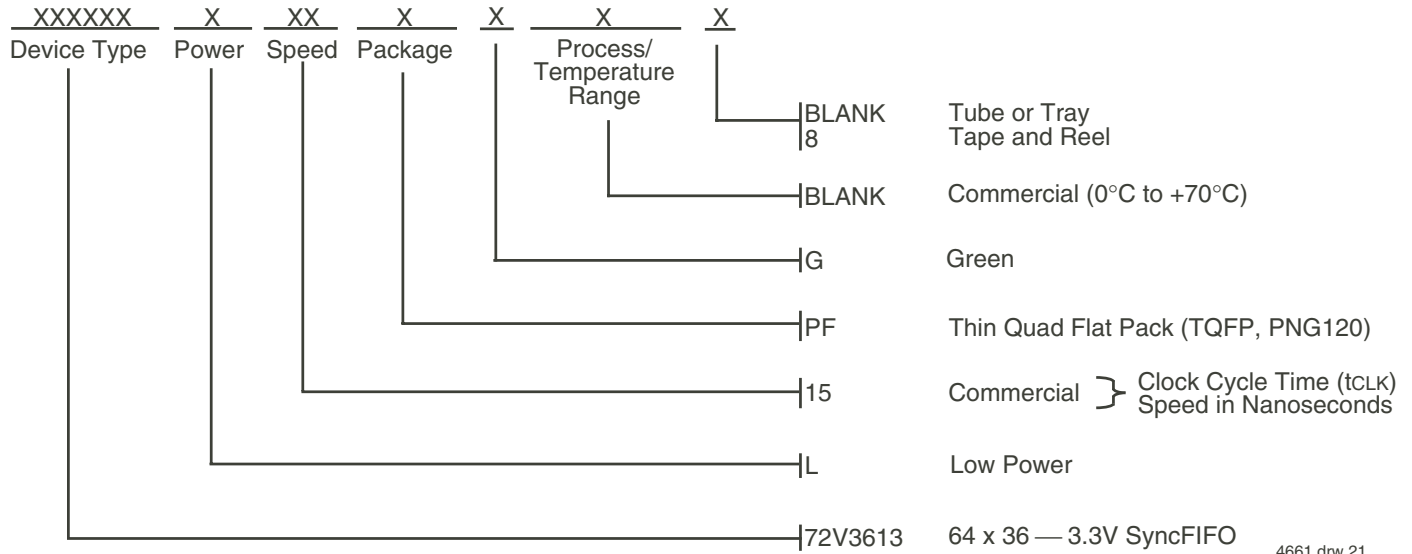 XXXXXX X XX X X X X
Device Type Power Speed Package Process/
Temperature
Range
BLANK Tube or Tray
8 Tape and Reel
BLANK Commercial (0°C to +70°C)
G Green
PF Thin Quad Flat Pack (TQFP, PNG120)
15 Commercial } Clock Cycle Time (tCLK)
Speed in Nanoseconds
L Low Power
72V3613 64 x 36 — 3.3V SyncFIFO
4661 drw 21